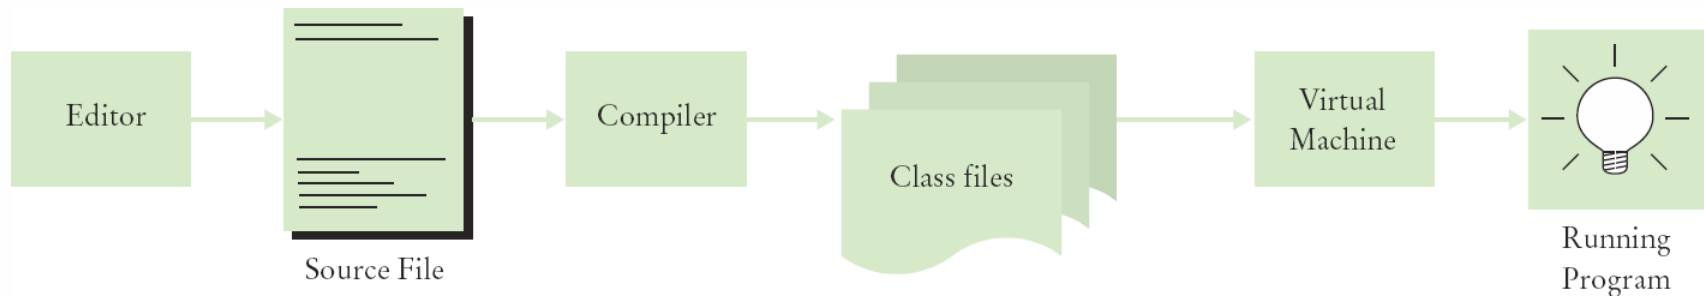 Editor
Source File
Compiler
Class files
Virtual
Machine
Running
Program